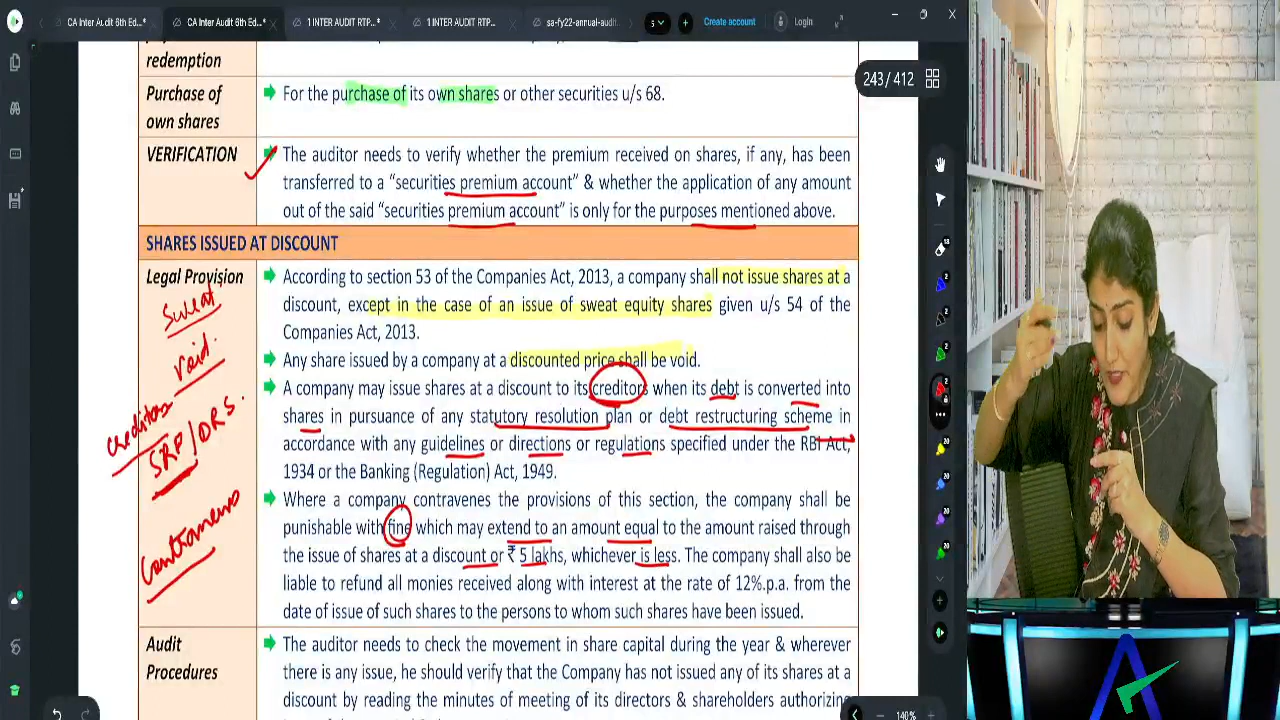 CA Inter Audit 6th Ed...*
CA Inter Audit 6th Ed...*
1 INTER AUDIT RTP...*
1 INTER AUDIT RTP...
sa-fy22-annual-audit
5
Create account
Login
243/412
redemption
Purchase of
own shares
For the purchase of its own shares or other securities u/s 68.
VERIFICATION
The auditor needs to verify whether the premium received on shares, if any, has been
transferred to a "securities premium account" & whether the application of any amount
out of the said "securities premium account" is only for the purposes mentioned above.
SHARES ISSUED AT DISCOUNT
Legal Provision
Sweat
void.
creditors
SRP/DRS.
Contravenes
According to section 53 of the Companies Act, 2013, a company shall not issue shares at a
discount, except in the case of an issue of sweat equity shares given u/s 54 of the
Companies Act, 2013.
Any share issued by a company at a discounted price shall be void.
A company may issue shares at a discount to its creditors when its debt is converted into
shares in pursuance of any statutory resolution plan or debt restructuring scheme in
accordance with any guidelines or directions or regulations specified under the RBI Act,
1934 or the Banking (Regulation) Act, 1949.
Where a company contravenes the provisions of this section, the company shall be
punishable with fine which may extend to an amount equal to the amount raised through
the issue of shares at a discount or ₹ 5 lakhs, whichever is less. The company shall also be
liable to refund all monies received along with interest at the rate of 12%.p.a. from the
date of issue of such shares to the persons to whom such shares have been issued.
Audit
Procedures
The auditor needs to check the movement in share capital during the year & wherever
there is any issue, he should verify that the Company has not issued any of its shares at a
discount by reading the minutes of meeting of its directors & shareholders authorizing
140%